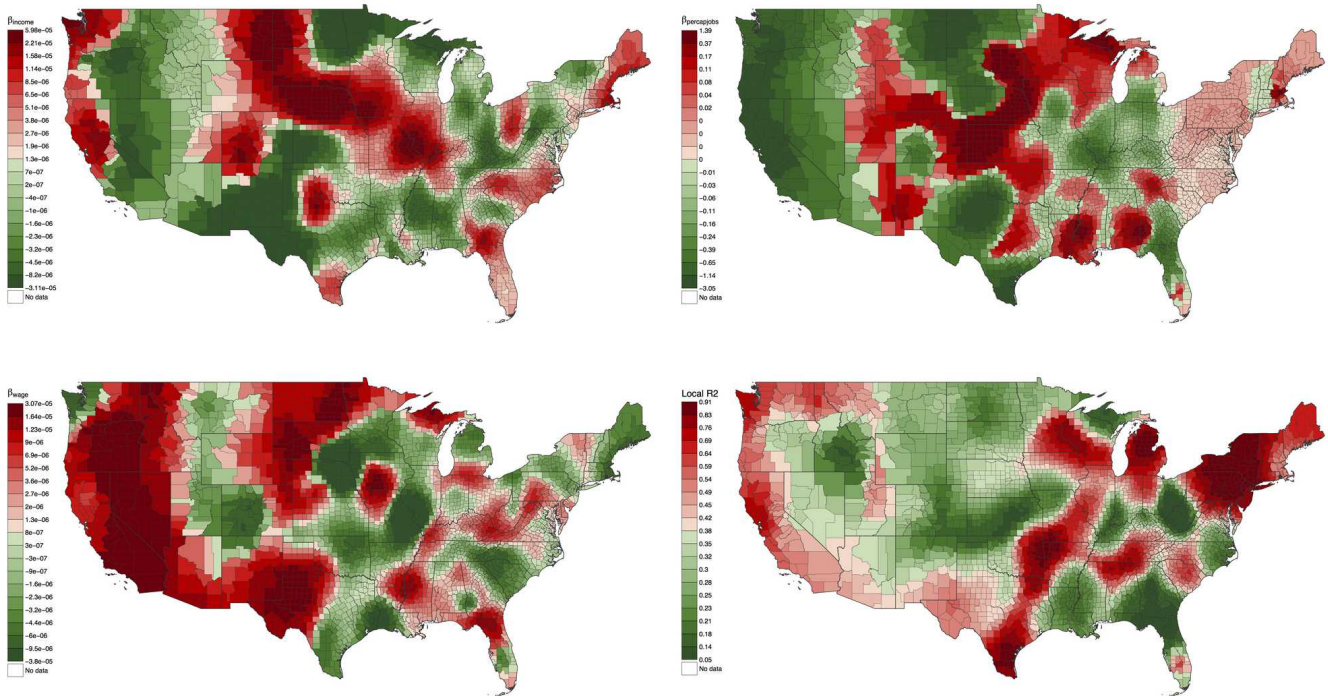 βincome
5.98e-05
2.21e-05
1.58e-05
1.14e-05
8.5e-06
5.1e-06
3.8e-06
2.7e-06
1.3e-06
7e-07
2e-07
-4e-07
-1e-06
-1.6e-06
-2.3e-06
-3.2e-06
-4.5e-06
-8.2e-06
-3.11e-05
No data
βpercapjobs
1.39
0.37
0.17
0.11
0.08
0.04
0.02
0
0
0
-0.01
-0.03
-0.06
-0.11
-0.16
-0.24
-0.39
-0.65
-1.14
-3.05
No data
βwage
3.07e-05
1.64e-05
1.23e-05
9e-06
6.9e-06
5.2e-06
3.6e-06
2.7e-06
2e-06
1.3e-06
8e-07
3e-07
-3e-07
-9e-07
-1.6e-06
-2.4e-06
-3.2e-06
-4.2e-06
-6e-06
-9.5e-06
-3.8e-05
No data
Local R2
0.91
0.83
0.76
0.69
0.64
0.59
0.54
0.49
0.45
0.42
0.38
0.35
0.32
0.3
0.28
0.25
0.23
0.21
0.18
0.14
0.05
No data